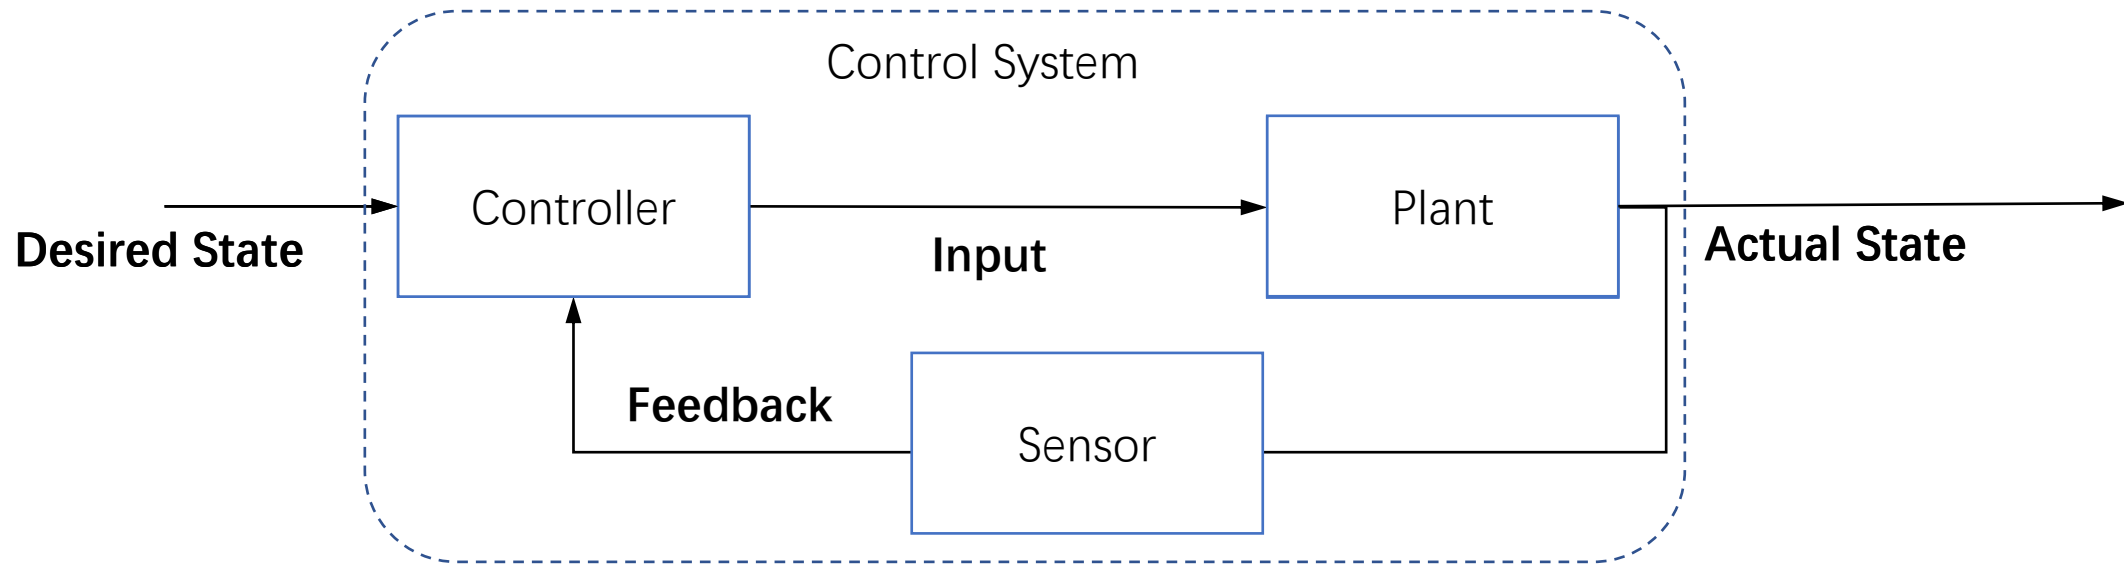 Control System
Controller
Plant
Desired State
Input
Actual State
Feedback
Sensor